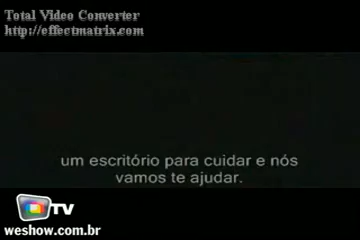 Total Video Converter
http://effectmatrix.com
um escritório para cuidar e nós
vamos te ajudar.
TV
weshow.com.br